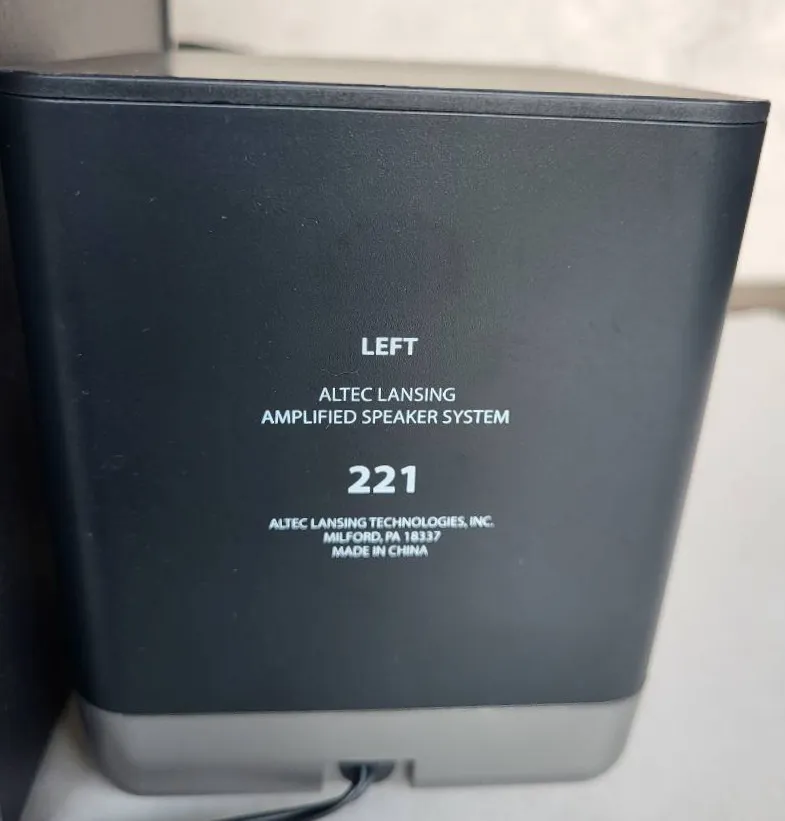 LEFT
ALTEC LANSING
AMPLIFIED SPEAKER SYSTEM
221
ALTEC LANSING TECHNOLOGIES, INC.
MILFORD, PA 18337
MADE IN CHINA